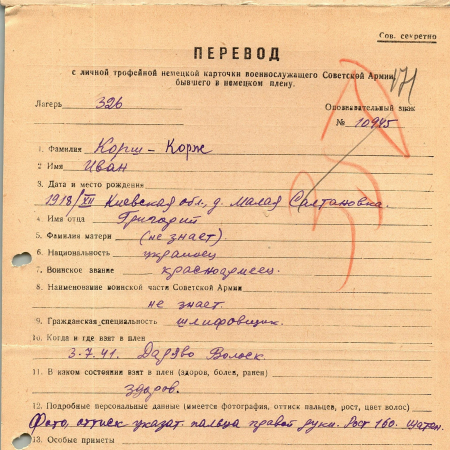 Сов. секретно
ПЕРЕВОД
с личной трофейной немецкой карточки военнослужащего Советской Армии,
бывшего в немецком плену.
171
Лагерь 326
Опознавательный знак
№ 10945
1. Фамилия Корш – Корж
2 Имя Иван
3. Дата и место рождения
1918/XII Киевская обл, д. Малая Салтановка.
4 Имя отца Григорий
5. Фамилия матери (не знает).
6. Национальность украинец
7. Воинское звание красноармеец.
8. Наименование воинской части Советской Армии
не знает.
9. Гражданская специальность шлифовщик.
10. Когда и где взят в плен
3.7.41.
11. В каком состоянии взят в плен (здоров, болен, ранен)
здоров.
12. Подробные персональные данные (имеется фотография, оттиск пальцев, рост, цвет волос)
Фото, оттиск указат. пальца правой руки. Рост 160. Шатен.
13. Особые приметы